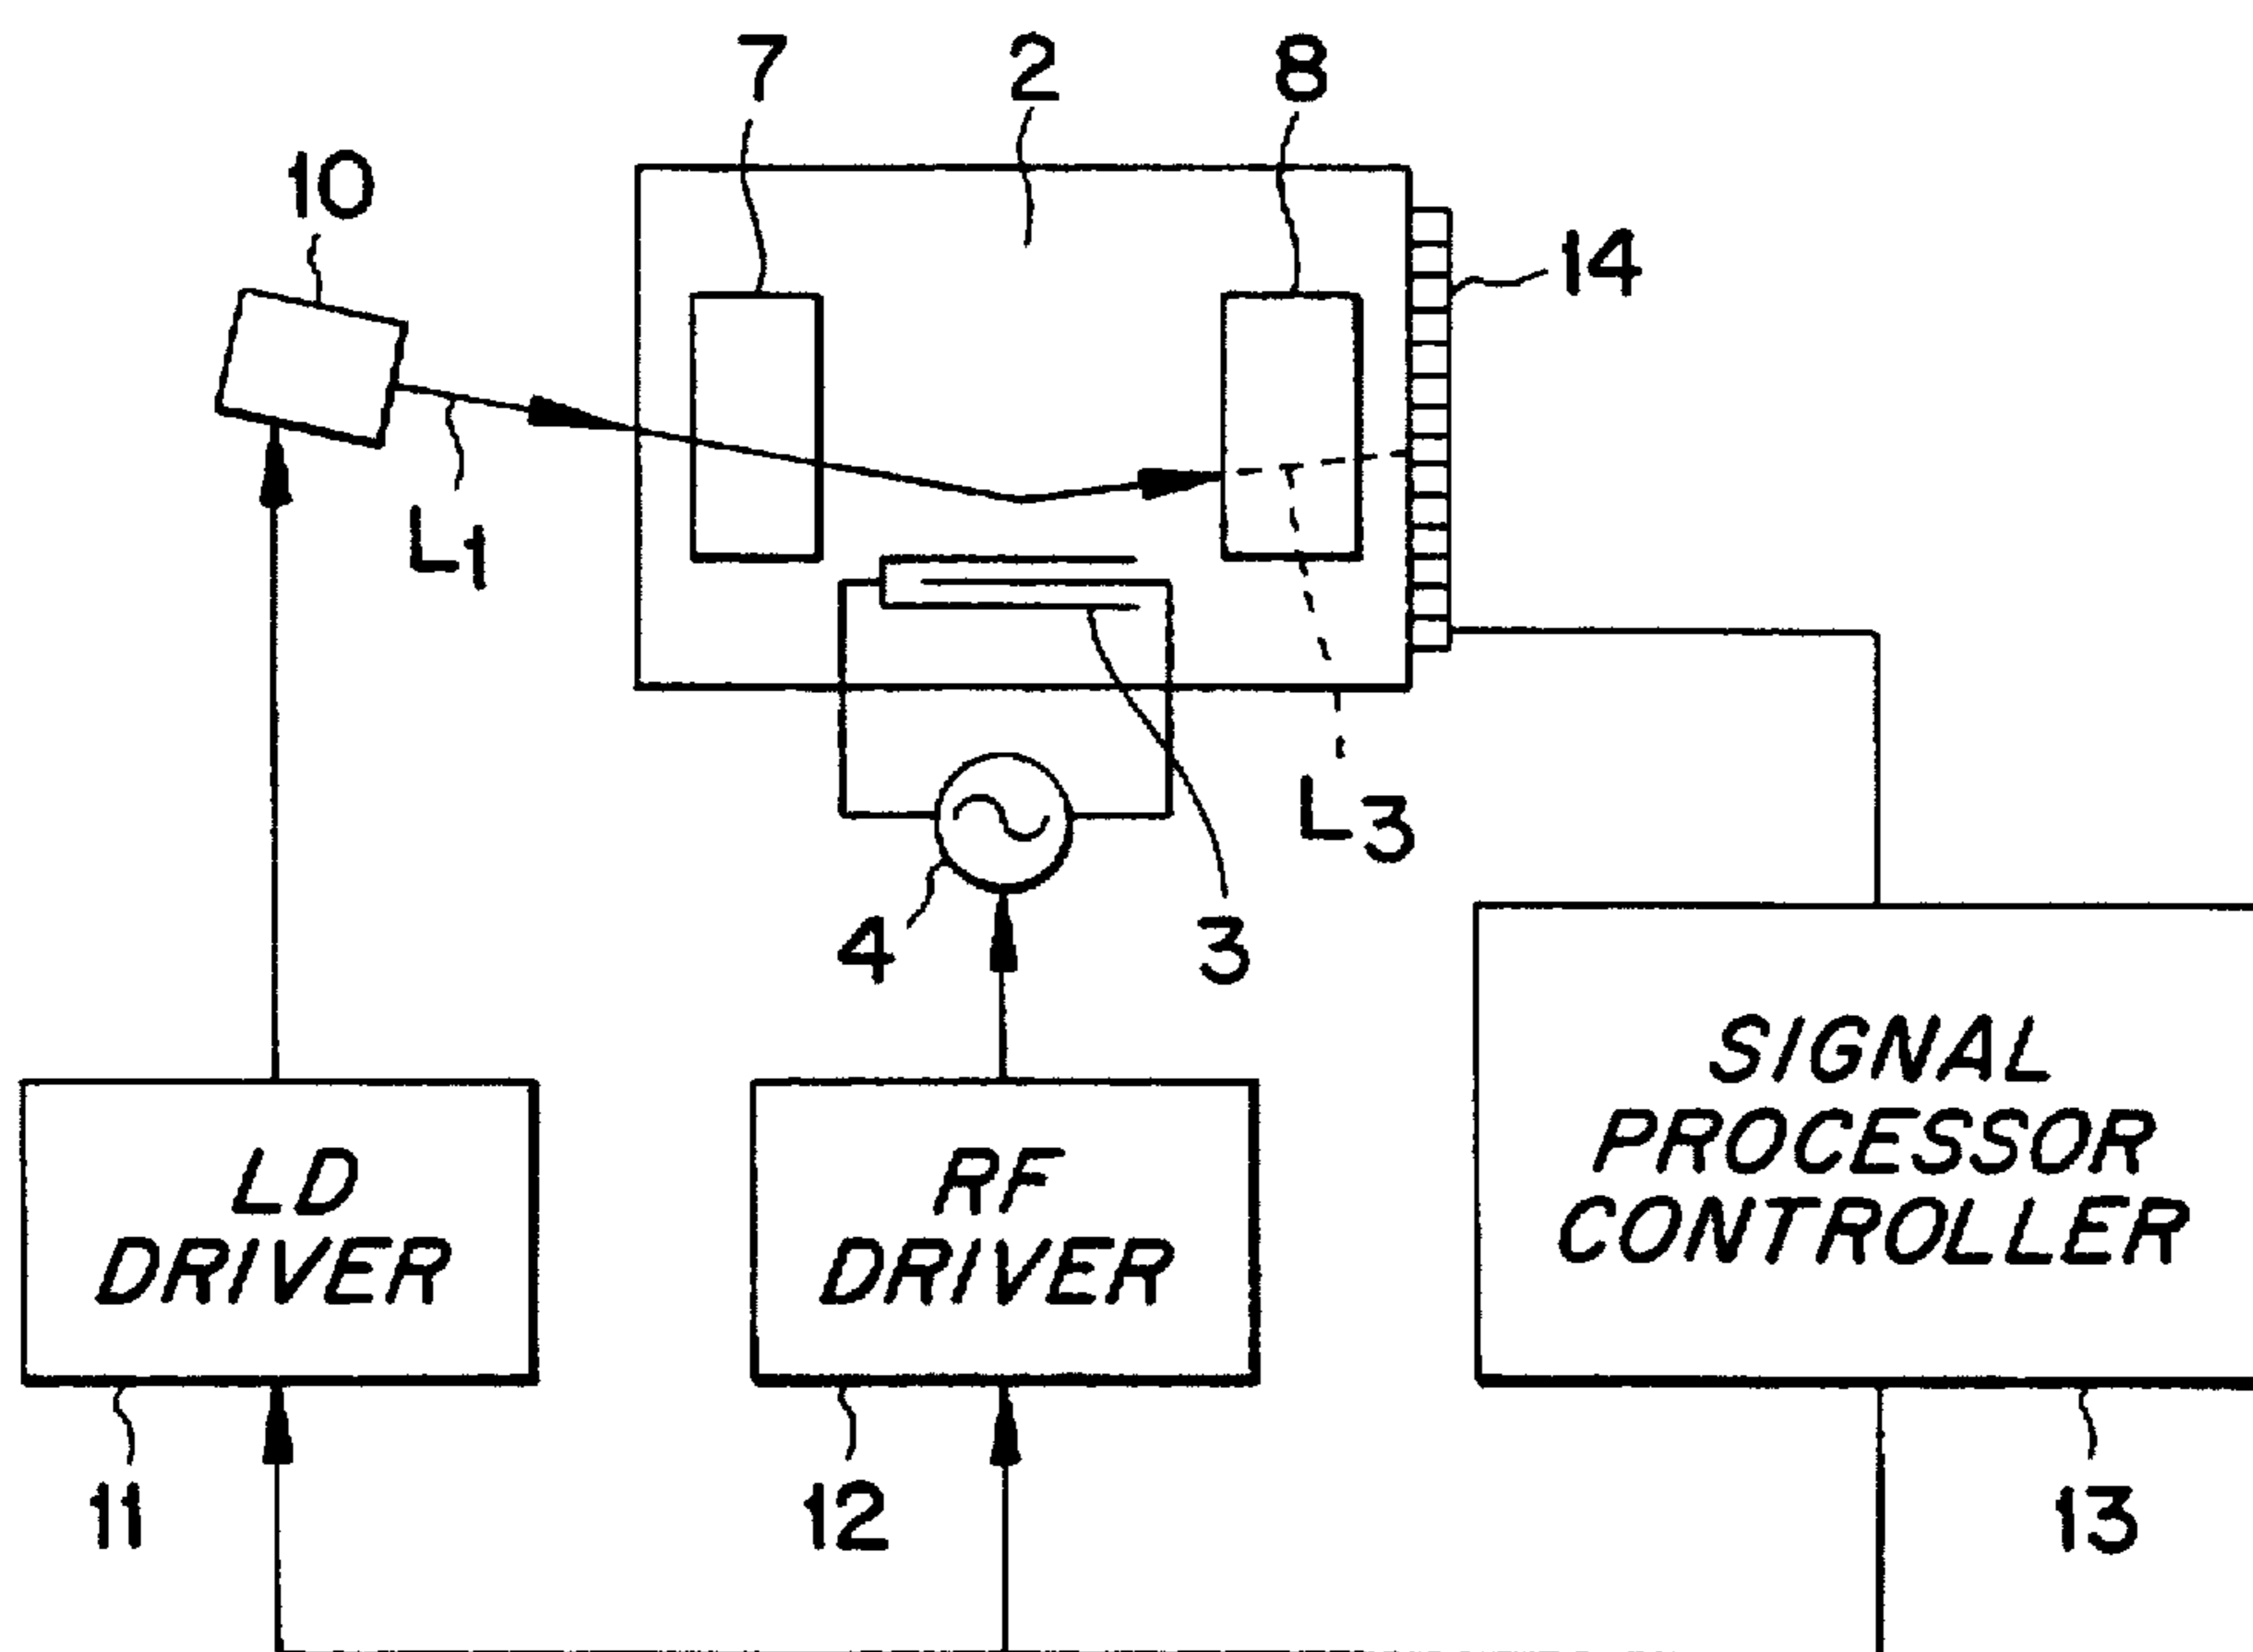 7
2
8
10
14
L1
L3
4
3
LD
DRIVER
RF
DRIVER
SIGNAL
PROCESSOR
CONTROLLER
11
12
13